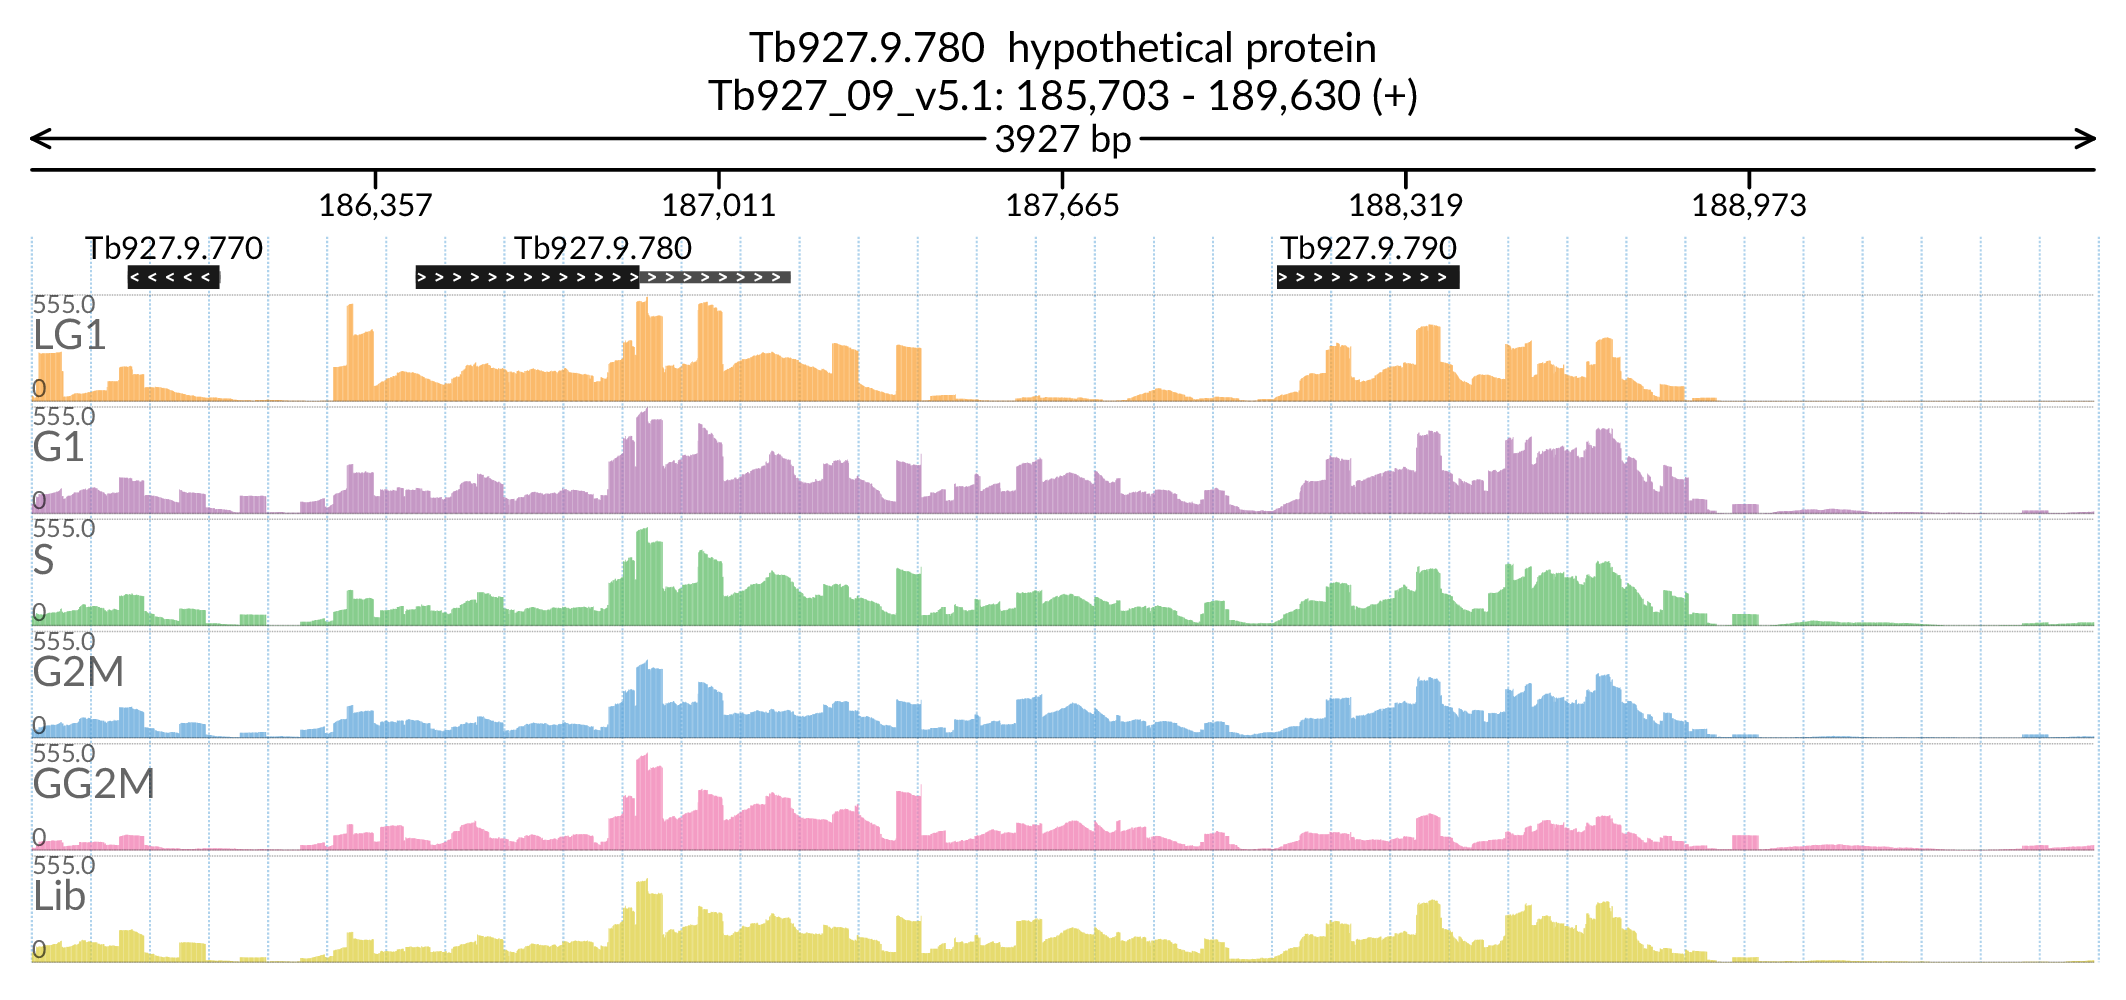 Tb927.9.780 hypothetical protein
Tb927_09_v5.1: 185,703 - 189,630 (+)
3927 bp
186,357 187,011 187,665 188,319 188,973
Tb927.9.770 Tb927.9.780 Tb927.9.790
555.0
LG1
0
555.0
G1
0
555.0
S
0
555.0
G2M
0
555.0
GG2M
0
555.0
Lib
0